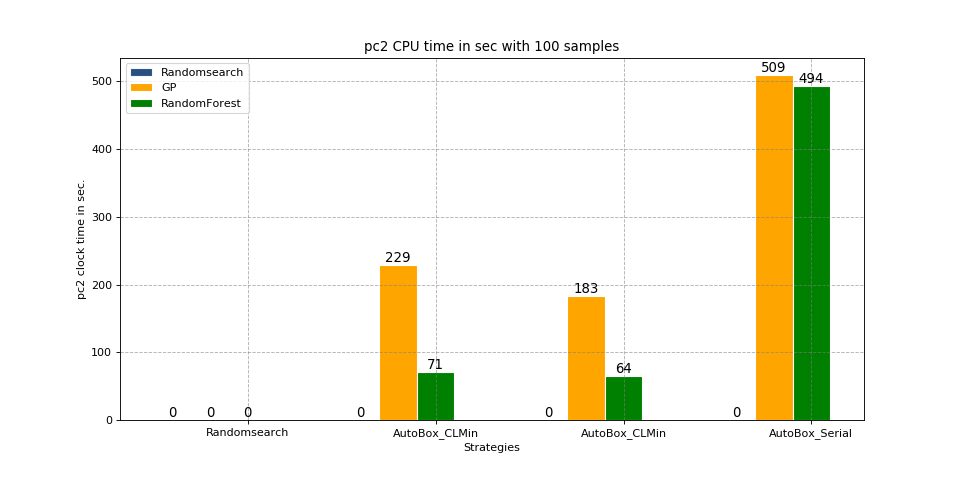 pc2 CPU time in sec with 100 samples
Randomsearch
GP
RandomForest
pc2 clock time in sec.
500
400
300
200
100
0
0 0 0 0 229 71 0 183 64 0 509 494
Randomsearch AutoBox_CLMin AutoBox_CLMin AutoBox_Serial
Strategies